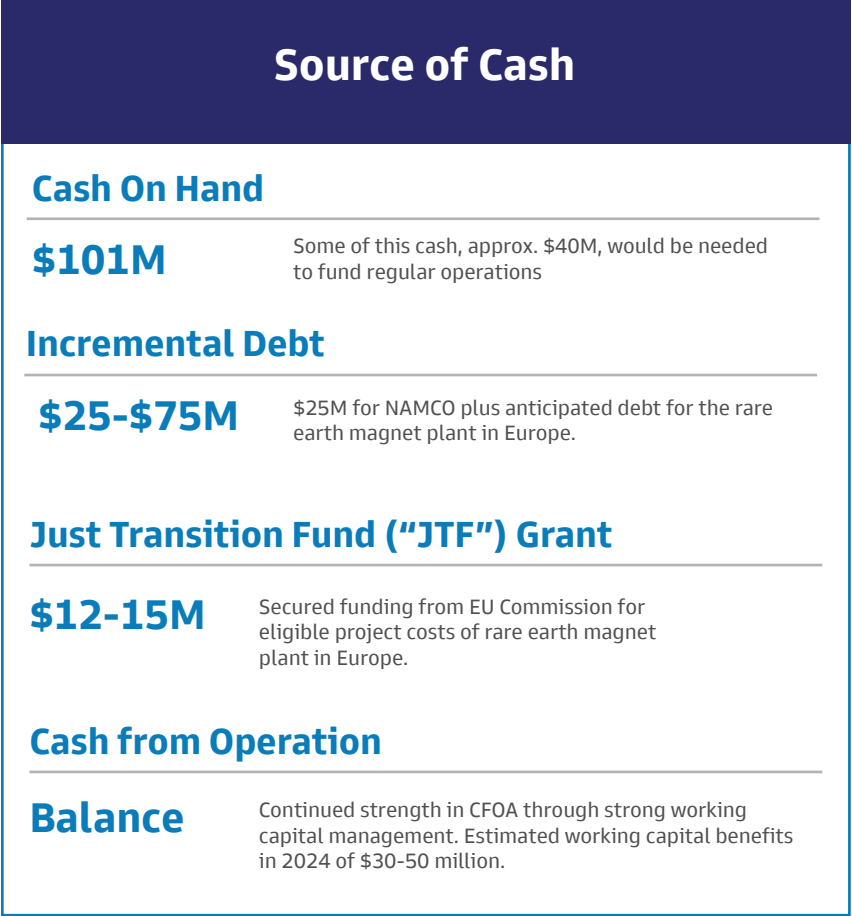 Source of Cash
Cash On Hand
$101M
Some of this cash, approx. $40M, would be needed
to fund regular operations
Incremental Debt
$25-$75M
$25M for NAMCO plus anticipated debt for the rare
earth magnet plant in Europe.
Just Transition Fund (“JTF”) Grant
$12-15M
Secured funding from EU Commission for
eligible project costs of rare earth magnet
plant in Europe.
Cash from Operation
Balance
Continued strength in CFOA through strong working
capital management. Estimated working capital benefits
in 2024 of $30-50 million.